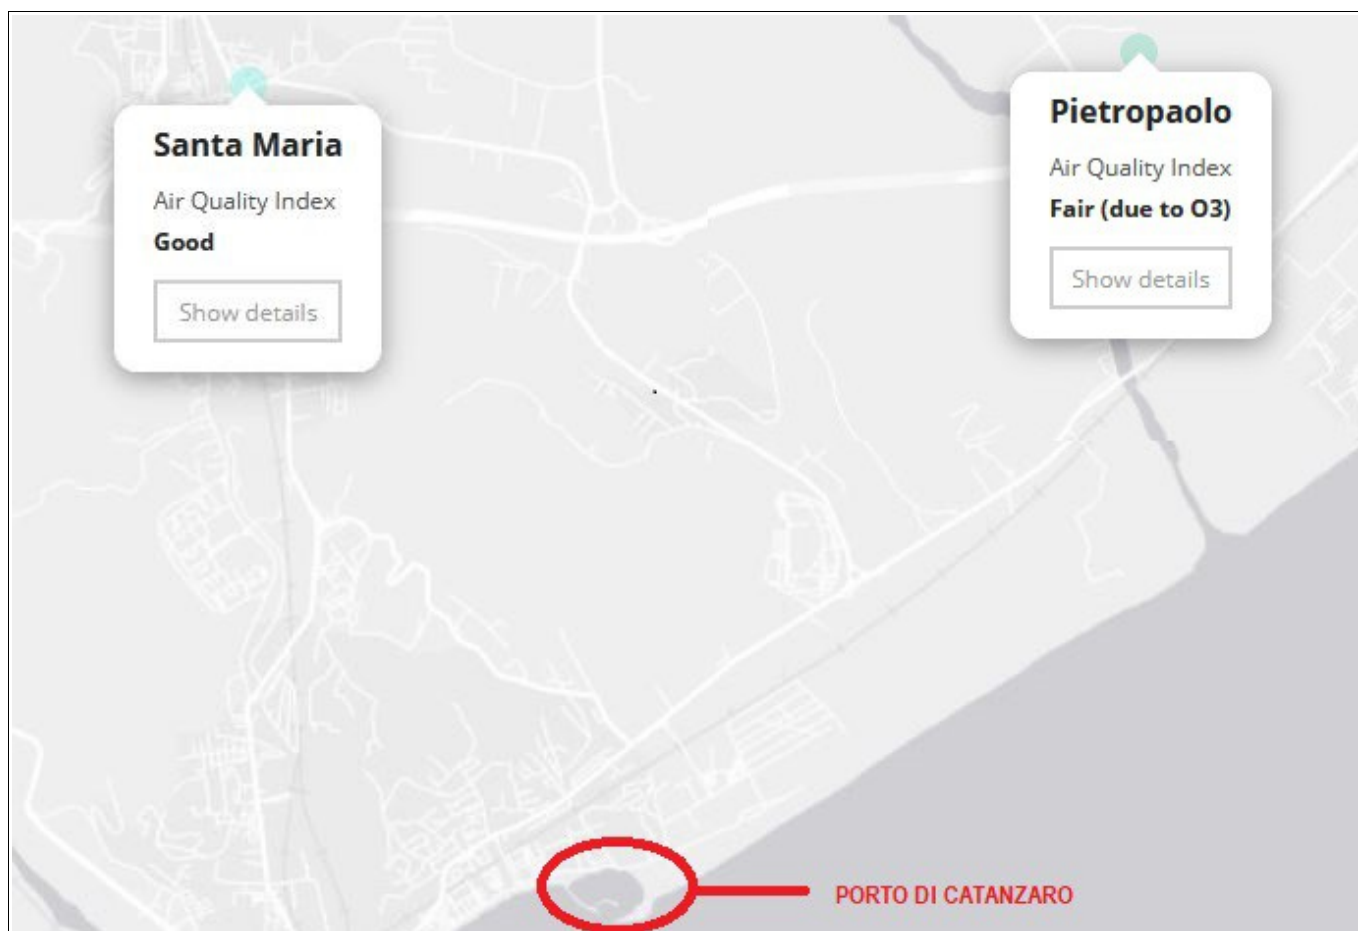 Santa Maria
Air Quality Index
Good
Show details
Pietropaolo
Air Quality Index
Fair (due to O3)
Show details
PORTO DI CATANZARO